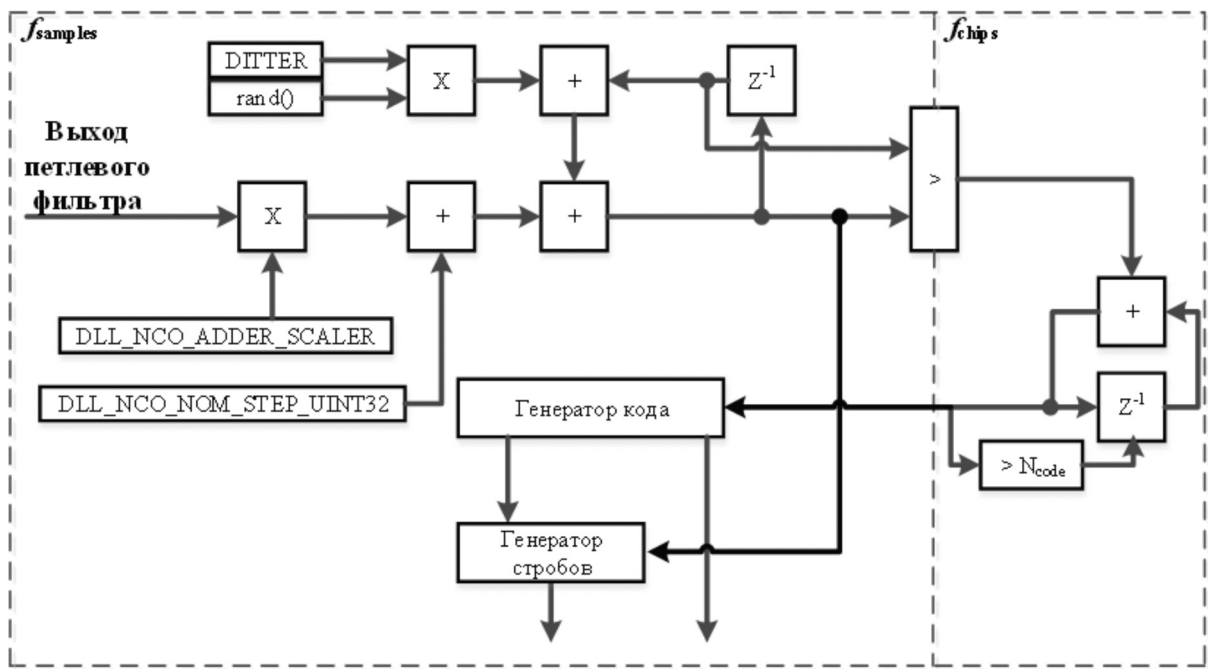 fsamples
fchips
DITTER
rand()
X
+
Z-1
Выход
петлевого
фильтра
X
+
+
>
DLL_NCO_ADDER_SCALER
DLL_NCO_NOM_STEP_UINT32
+
Генератор кода
Z-1
> Ncode
Генератор
стробов